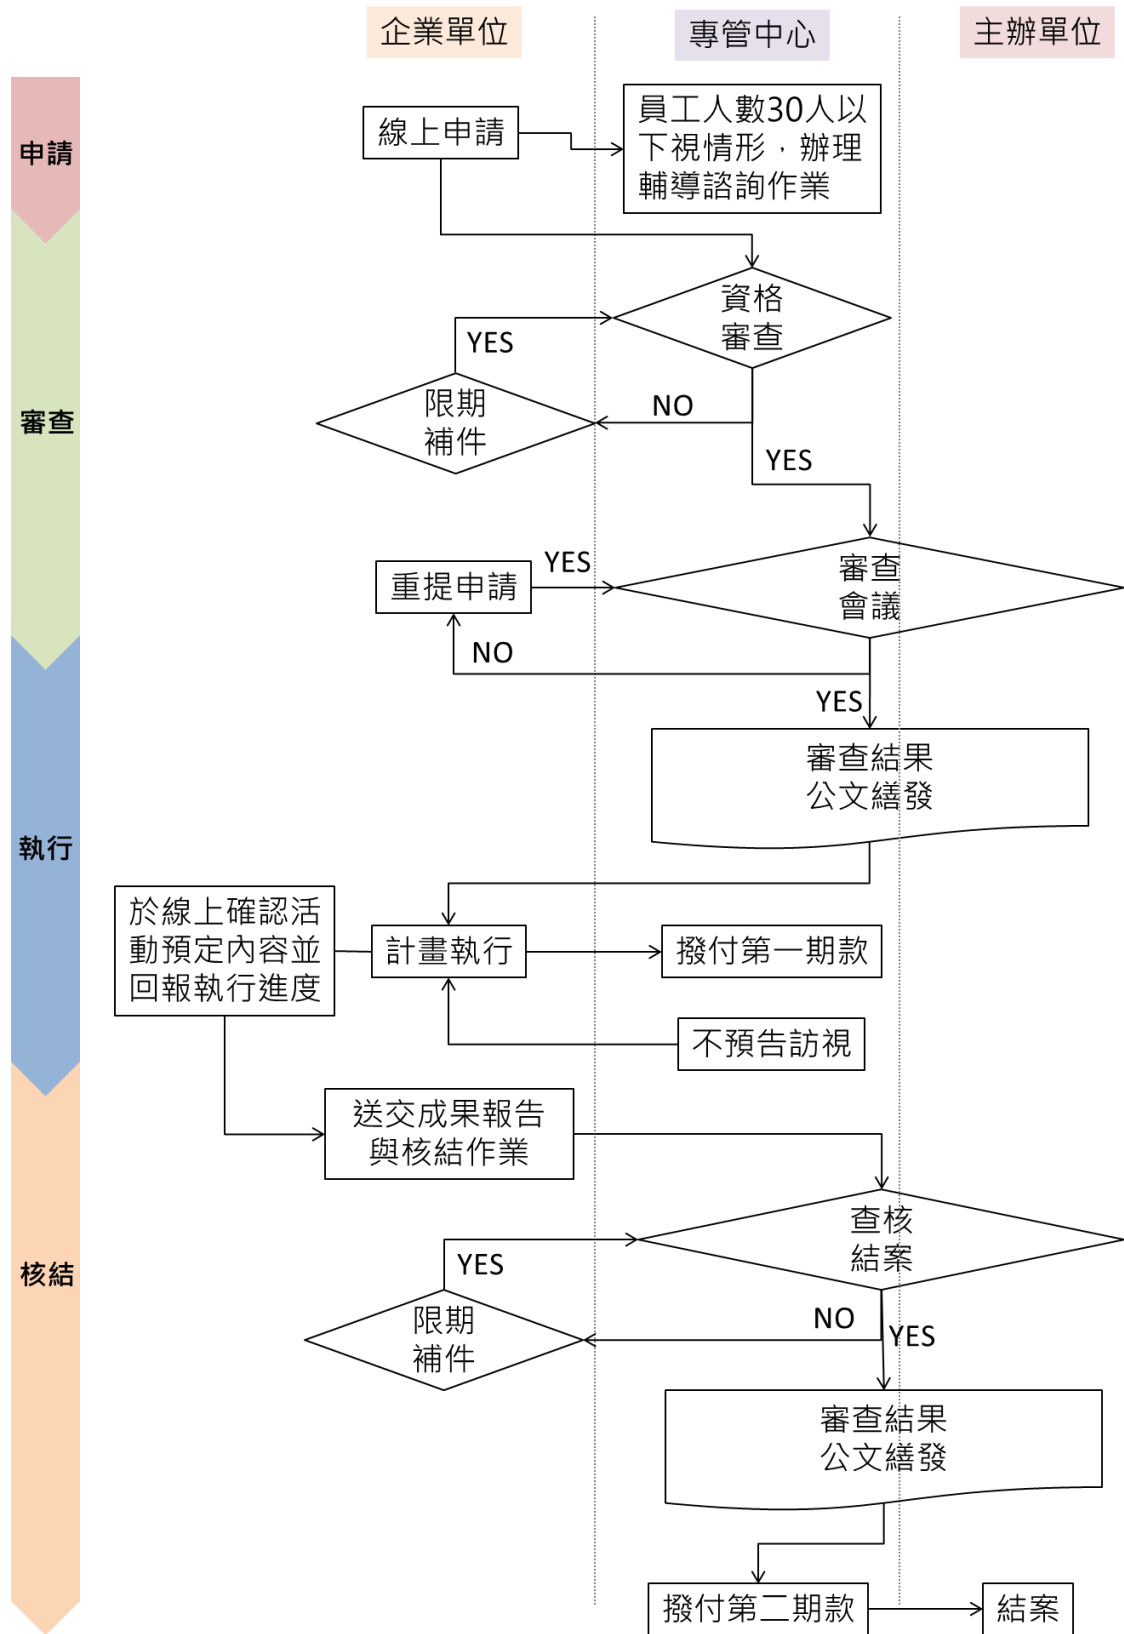 企業單位
專管中心
主辦單位
申請
線上申請
員工人數30人以
下視情形，辦理
輔導諮詢作業
資格
審查
YES
限期
補件
NO
審查
YES
審查
會議
YES
重提申請
NO
YES
審查結果
公文繕發
執行
於線上確認活
動預定內容並
回報執行進度
計畫執行
撥付第一期款
不預告訪視
送交成果報告
與核結作業
查核
結案
核結
YES
限期
補件
NO
YES
審查結果
公文繕發
撥付第二期款
結案